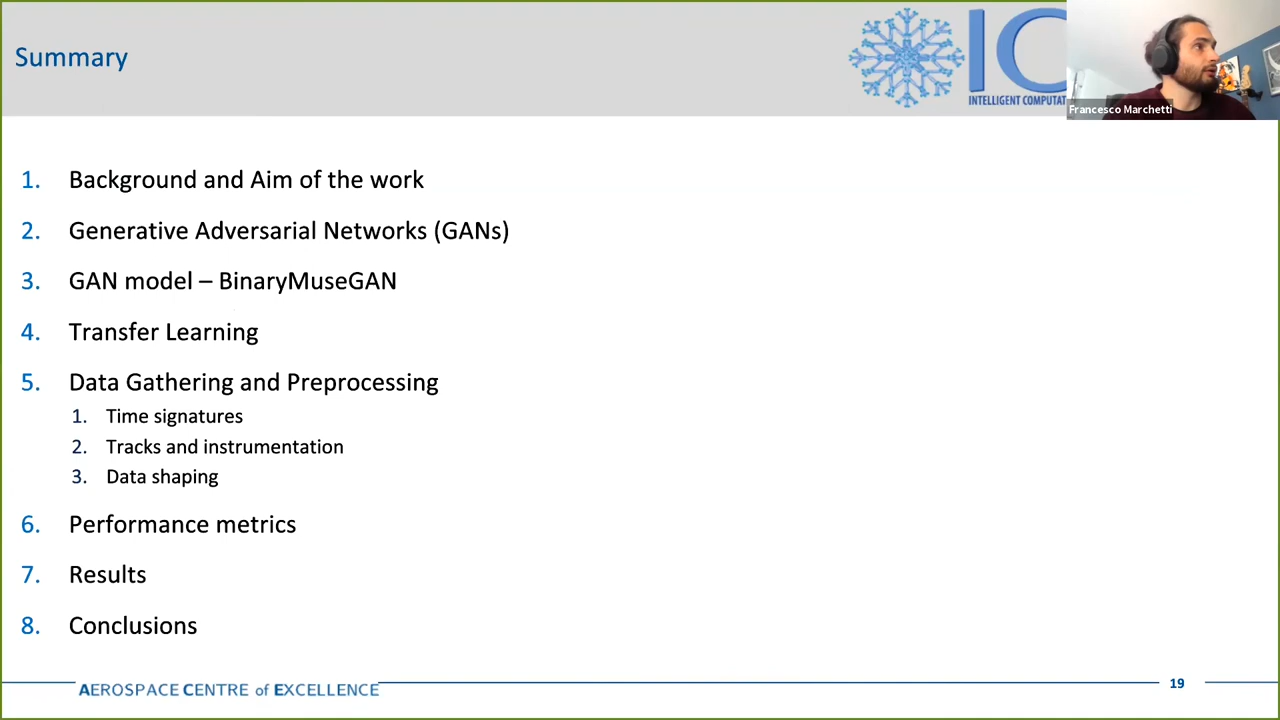 Summary
IC
INTELLIGENT COMPUTAT
Francesco Marchetti
1. Background and Aim of the work
2. Generative Adversarial Networks (GANs)
3. GAN model – BinaryMuseGAN
4. Transfer Learning
5. Data Gathering and Preprocessing
1. Time signatures
2. Tracks and instrumentation
3. Data shaping
6. Performance metrics
7. Results
8. Conclusions
AEROSPACE CENTRE of EXCELLENCE
19